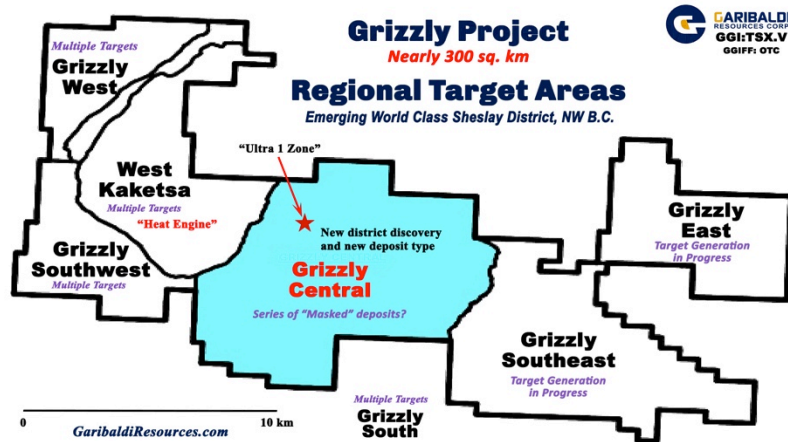 Grizzly Project
Nearly 300 sq. km
Regional Target Areas
Emerging World Class Sheslay District, NW B.C.
GARIBALDI
RESOURCES CORP
GGI:TSX.V
GGIFF: OTC
Multiple Targets
Grizzly
West
West
Kaketsa
Multiple Targets
"Heat Engine"
Grizzly
Southwest
Multiple Targets
"Ultra 1 Zone"
New district discovery
and new deposit type
Grizzly
Central
Series of "Masked" deposits?
Grizzly
East
Target Generation
in Progress
Grizzly
Southeast
Target Generation
in Progress
Multiple Targets
Grizzly
South
0 10 km
GaribaldiResources.com